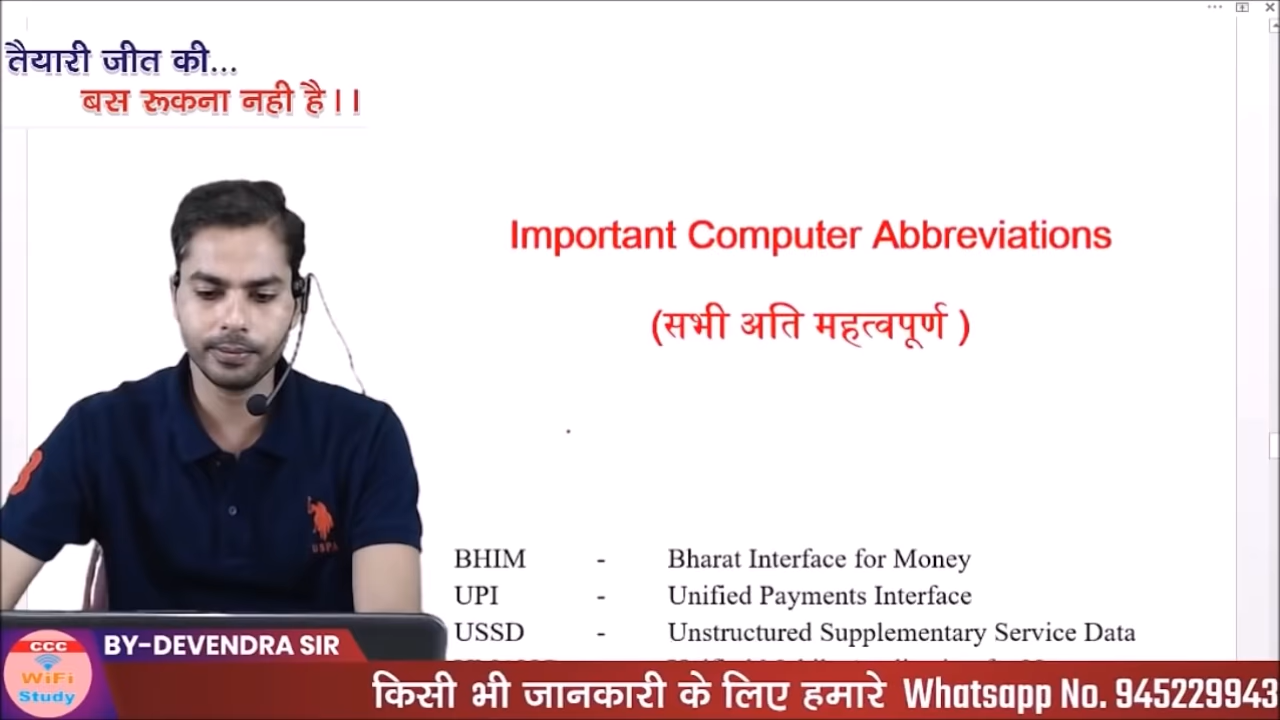 तैयारी जीत की...
बस रूकना नही है।।
Important Computer Abbreviations
(सभी अति महत्वपूर्ण )
BHIM - Bharat Interface for Money
UPI - Unified Payments Interface
USSD - Unstructured Supplementary Service Data
USPA
BY-DEVENDRA SIR
CCC
WiFi
Study
किसी भी जानकारी के लिए हमारे Whatsapp No. 945229943